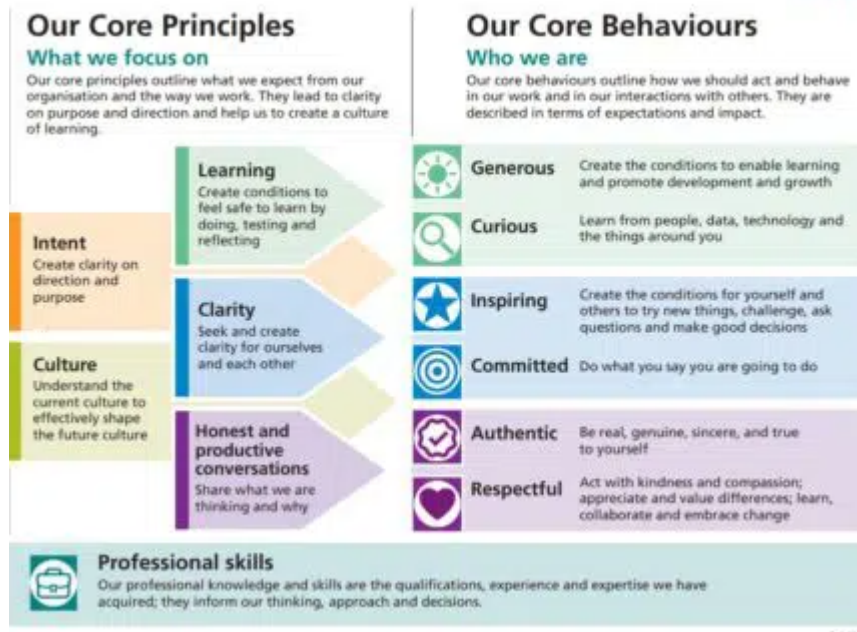 Our Core Principles
What we focus on
Our core principles outline what we expect from our
organisation and the way we work. They lead to clarity
on purpose and direction and help us to create a culture
of learning.
Intent
Create clarity on
direction and
purpose
Culture
Understand the
current culture to
effectively shape
the future culture
Learning
Create conditions to
feel safe to learn by
doing, testing and
reflecting
Clarity
Seek and create
clarity for ourselves
and each other
Honest and
productive
conversations
Share what we are
thinking and why
Our Core Behaviours
Who we are
Our core behaviours outline how we should act and behave
in our work and in our interactions with others. They are
described in terms of expectations and impact.
Generous
Create the conditions to enable learning
and promote development and growth
Curious
Learn from people, data, technology and
the things around you
Inspiring
Create the conditions for yourself and
others to try new things, challenge, ask
questions and make good decisions
Committed
Do what you say you are going to do
Authentic
Be real, genuine, sincere, and true
to yourself
Respectful
Act with kindness and compassion;
appreciate and value differences; learn,
collaborate and embrace change
Professional skills
Our professional knowledge and skills are the qualifications, experience and expertise we have
acquired; they inform our thinking, approach and decisions.